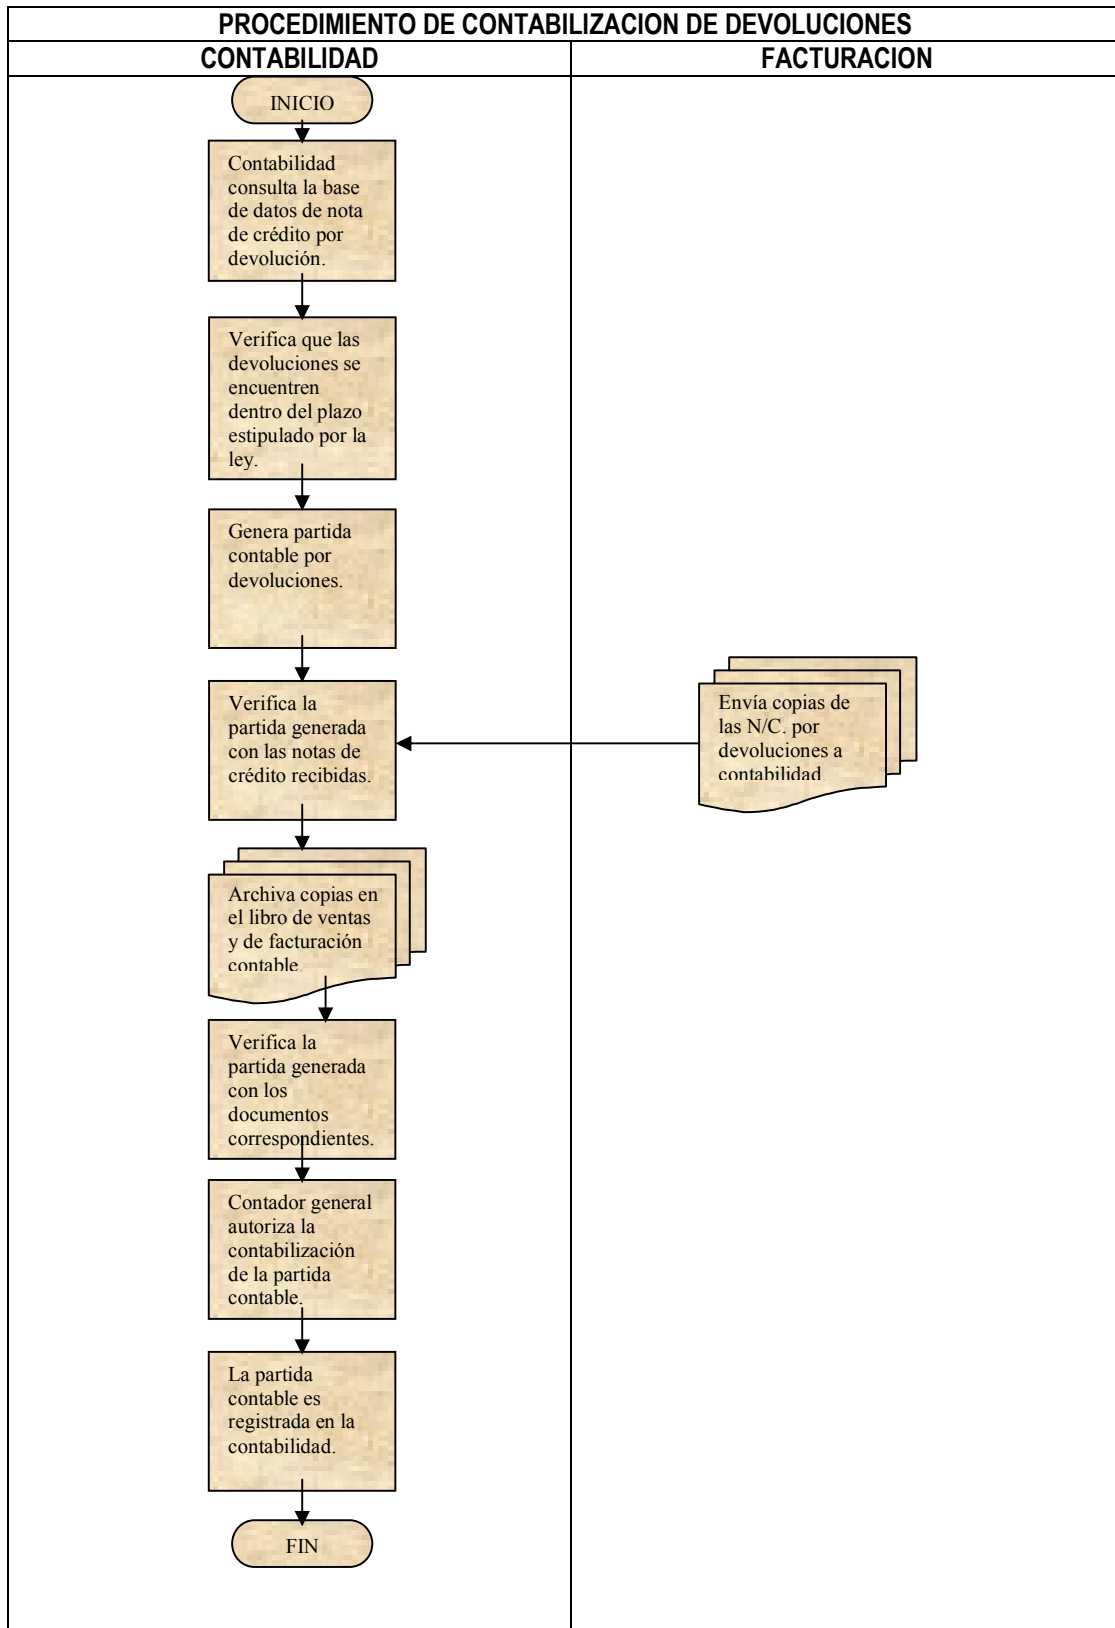 PROCEDIMIENTO DE CONTABILIZACION DE DEVOLUCIONES
CONTABILIDAD
FACTURACION
INICIO
Contabilidad
consulta la base
de datos de nota
de crédito por
devolución.
Verifica que las
devoluciones se
encuentren
dentro del plazo
estipulado por la
ley.
Genera partida
contable por
devoluciones.
Verifica la
partida generada
con las notas de
crédito recibidas.
Envía copias de
las N/C. por
devoluciones a
contabilidad
Archiva copias en
el libro de ventas
y de facturación
contable.
Verifica la
partida generada
con los
documentos
correspondientes.
Contador general
autoriza la
contabilización
de la partida
contable.
La partida
contable es
registrada en la
contabilidad.
FIN